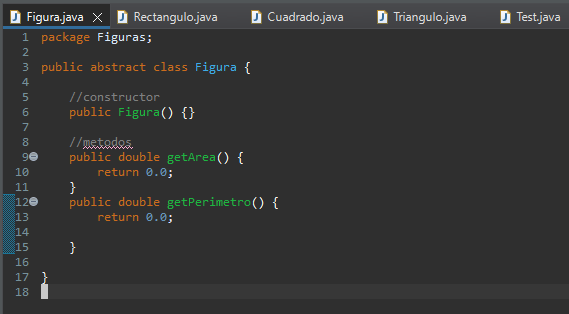 Figura.java Rectangulo.java Cuadrado.java Triangulo.java Test.java
1 package Figuras;
2
3 public abstract class Figura {
4
5 //constructor
6 public Figura() {}
7
8 //metodos
9 public double getArea() {
10 return 0.0;
11 }
12 public double getPerimetro() {
13 return 0.0;
14
15 }
16
17 }
18